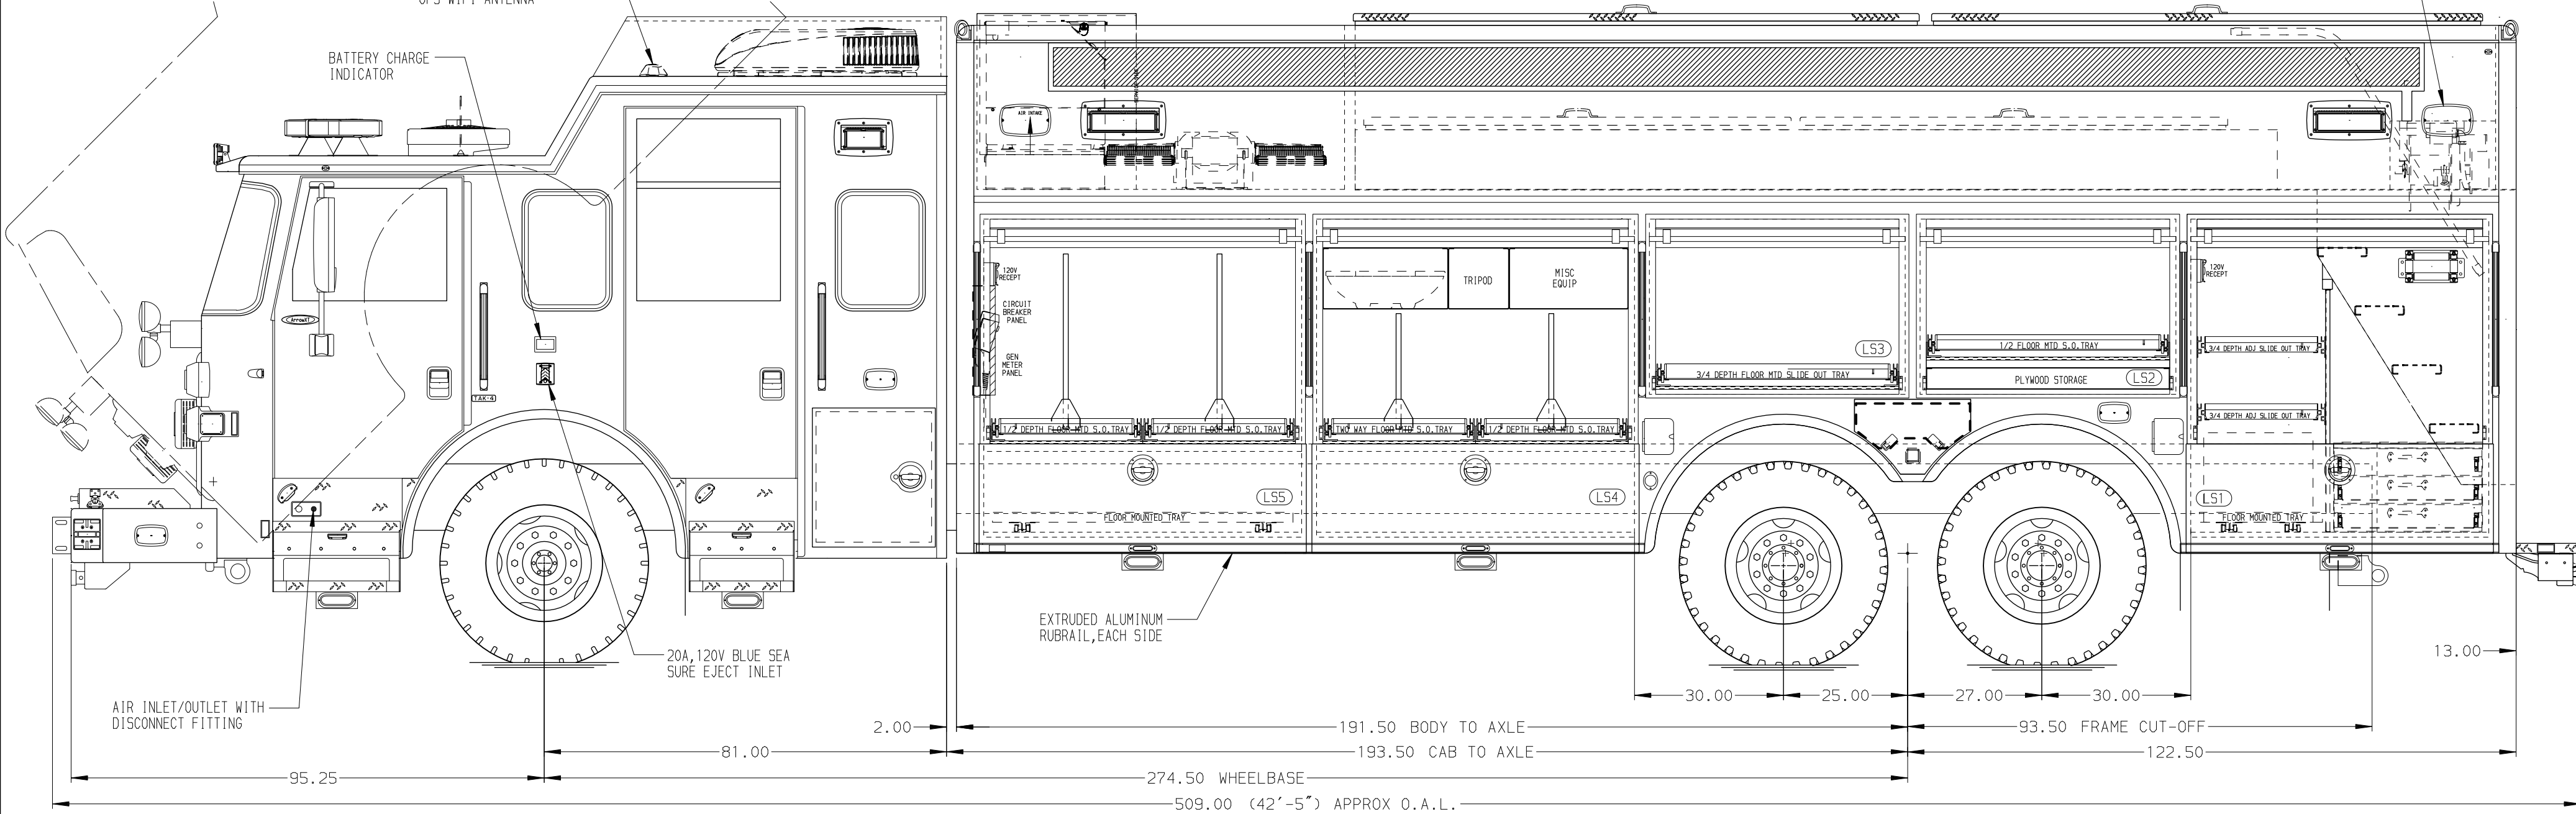 GPS WIFI ANTENNA
BATTERY CHARGE
INDICATOR
AIR INTAKE
120V
RECEPT
CIRCUIT
BREAKER
PANEL
GEN
METER
PANEL
TRIPOD
MISC
EQUIP
120V
RECEPT
ArrowXT
TAK-4
LS3
3/4 DEPTH FLOOR MTD SLIDE OUT TRAY
1/2 FLOOR MTD S.O.TRAY
PLYWOOD STORAGE
LS2
3/4 DEPTH ADJ SLIDE OUT TRAY
3/4 DEPTH ADJ SLIDE OUT TRAY
1/2 DEPTH FLOOR MTD S.O.TRAY
1/2 DEPTH FLOOR MTD S.O.TRAY
TWO WAY FLOOR MTD S.O.TRAY
1/2 DEPTH FLOOR MTD S.O.TRAY
LS5
LS4
LS1
FLOOR MOUNTED TRAY
FLOOR MOUNTED TRAY
EXTRUDED ALUMINUM
RUBRAIL,EACH SIDE
20A,120V BLUE SEA
SURE EJECT INLET
AIR INLET/OUTLET WITH
DISCONNECT FITTING
13.00
30.00
25.00
27.00
30.00
2.00
191.50 BODY TO AXLE
93.50 FRAME CUT-OFF
81.00
193.50 CAB TO AXLE
122.50
95.25
274.50 WHEELBASE
509.00 (42'-5") APPROX O.A.L.